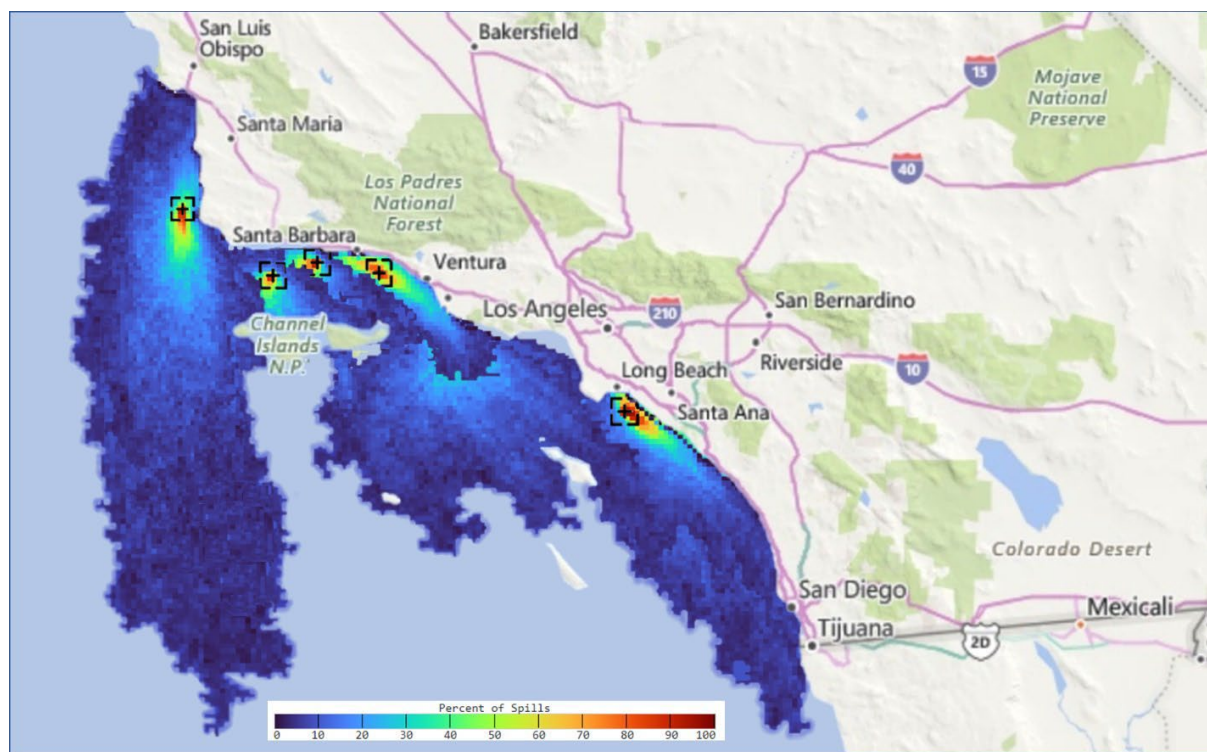 San Luis
Obispo
Bakersfield
15
Mojave
National
Preserve
Santa Maria
40
Los Padres
National
Forest
Santa Barbara
Ventura
San Bernardino
Los Angeles
210
Channel
Islands
N.P.
Riverside
10
Long Beach
Santa Ana
Colorado Desert
San Diego
Mexicali
Tijuana
2D
Percent of Spills
0 10 20 30 40 50 60 70 80 90 100